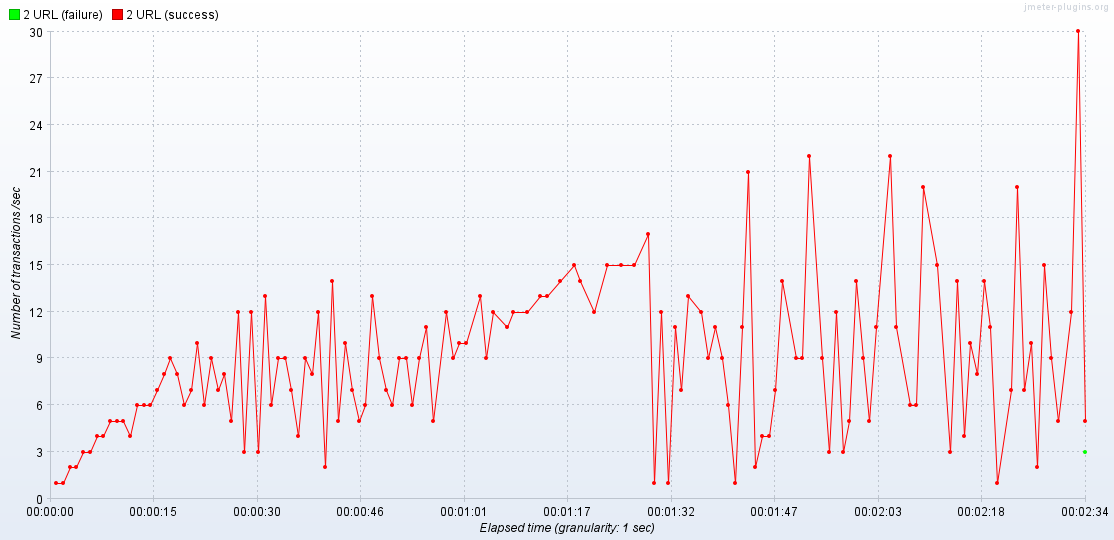 jmeter-plugins.org
2 URL (failure) 2 URL (success)
30
27
24
21
18
15
12
9
6
3
0
Number of transactions /sec
00:00:00 00:00:15 00:00:30 00:00:46 00:01:01 00:01:17 00:01:32 00:01:47 00:02:03 00:02:18 00:02:34
Elapsed time (granularity: 1 sec)